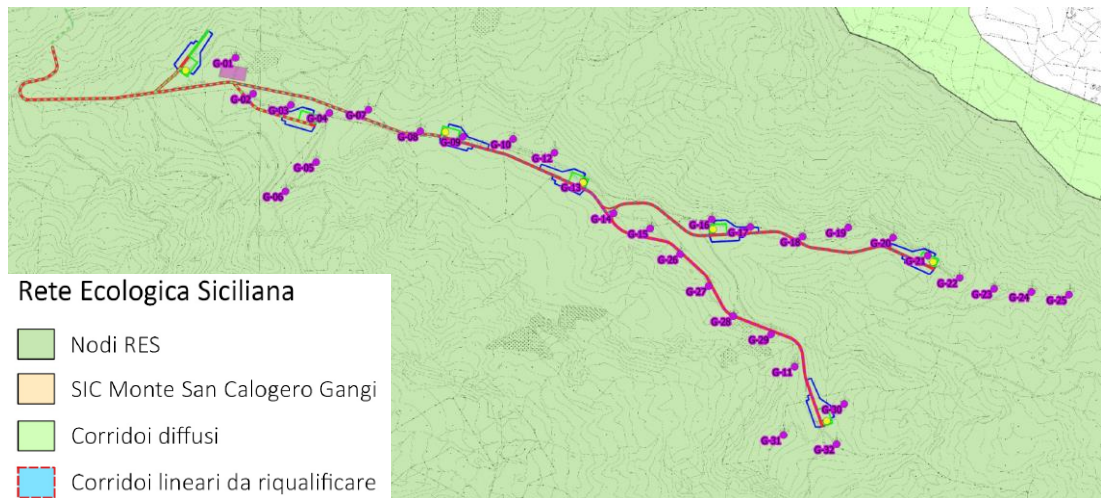 G-01
G-02
G-03
G-04
G-07
G-08
G-09
G-10
G-12
G-05
G-06
G-13
G-14
G-15
G-16
G-17
G-18
G-19
G-20
G-21
G-22
G-23
G-24
G-25
G-26
G-27
G-28
G-29
G-11
G-30
G-31
G-32
Rete Ecologica Siciliana
Nodi RES
SIC Monte San Calogero Gangi
Corridoi diffusi
Corridoi lineari da riqualificare